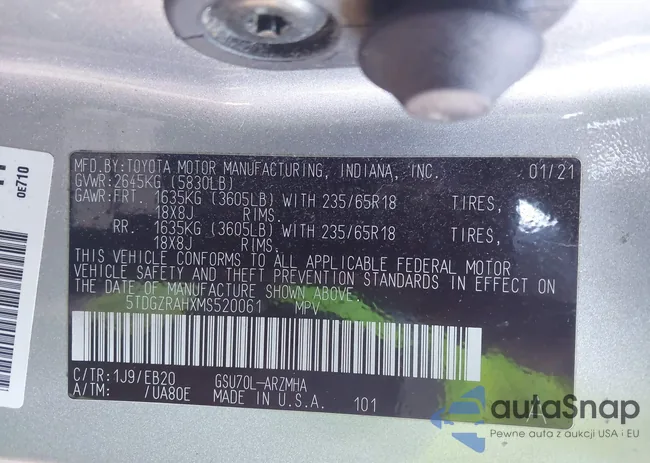 MFD.BY:TOYOTA MOTOR MANUFACTURING, INDIANA, INC. 01/21
GVWR:2645KG (5830LB)
GAWR:FRT. 1635KG (3605LB) WITH 235/65R18 TIRES,
18X8J RIMS.
RR. 1635KG (3605LB) WITH 235/65R18 TIRES,
18X8J RIMS.
THIS VEHICLE CONFORMS TO ALL APPLICABLE FEDERAL MOTOR
VEHICLE SAFETY AND THEFT PREVENTION STANDARDS IN EFFECT ON
THE DATE OF MANUFACTURE SHOWN ABOVE.
5TDGZRAHXMS520061 MPV
C/TR:1J9/EB20 GSU70L-ARZMHA
A/TM: /UA80E MADE IN U.S.A. 101 A
0E710
autoSnap
Pewne auta z aukcji USA i EU